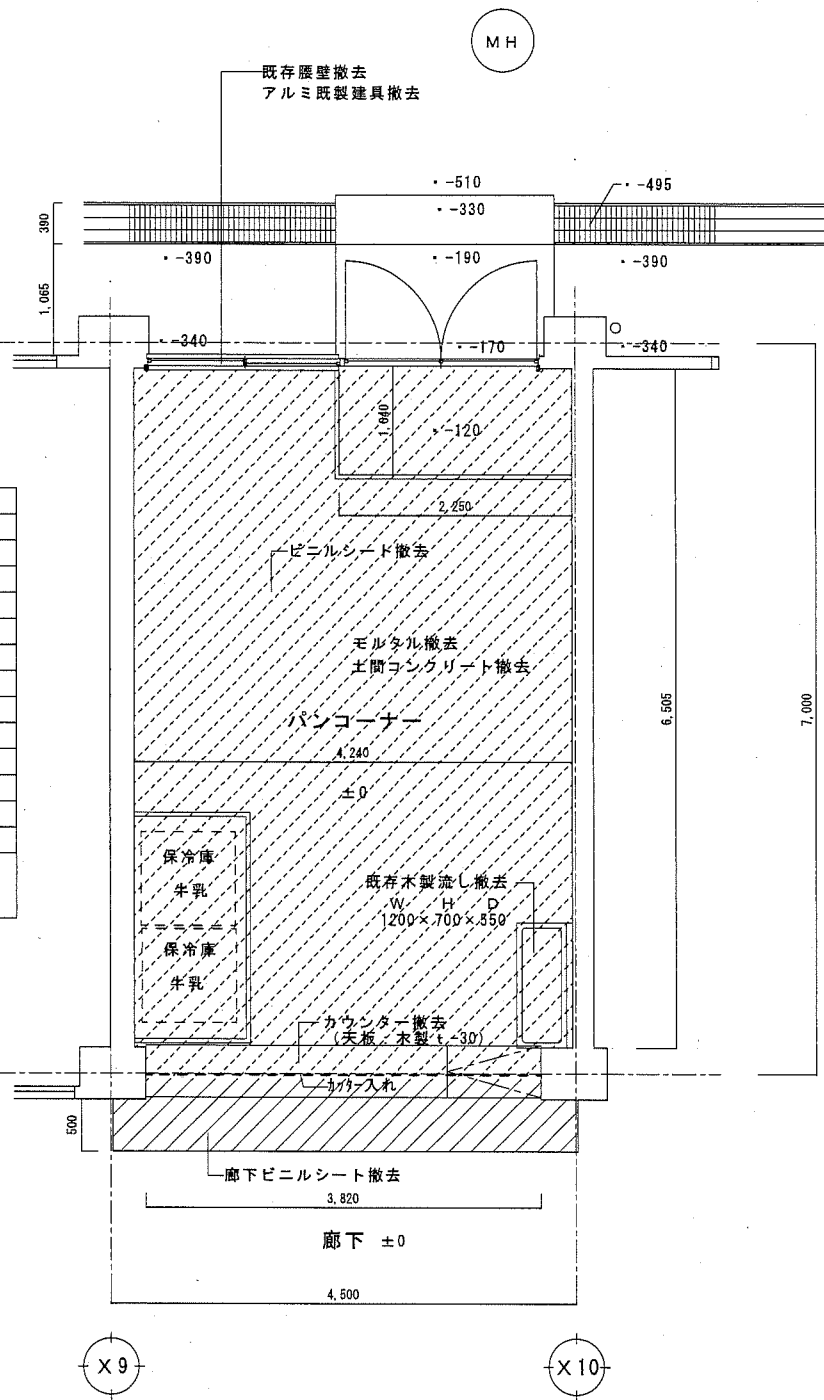 MH
既存腰壁撤去
アルミ既製建具撤去
・-510
・-495
・-330
390
・-390
・-190
・-390
1,065
・-340
・-170
・-340
1,040
・-120
2,250
ビニルシード撤去
モルタル撤去
土間コンクリート撤去
6,505
7,000
パンコーナー
4,240
±0
保冷庫
牛乳
既存木製流し撤去
W H D
1200×700×550
保冷庫
牛乳
カウンター撤去
(天板:木製t-30)
カッター入れ
500
廊下ビニルシート撤去
3,820
廊下 ±0
4,500
X9
X10